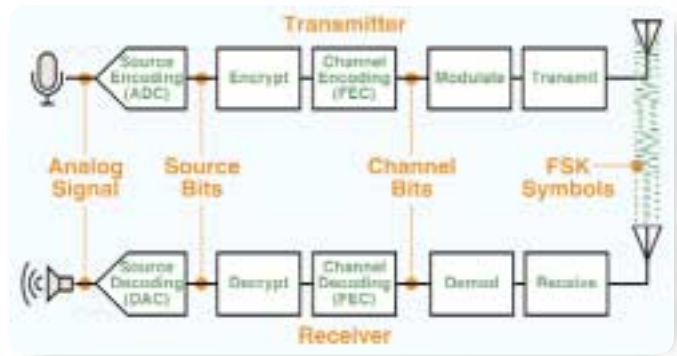 Transmitter
Source
Encoding
(ADC)
Encrypt
Channel
Encoding
(FEC)
Modulate
Transmit
Analog
Signal
Source
Bits
Channel
Bits
FSK
Symbols
Source
Decoding
(DAC)
Decrypt
Channel
Decoding
(FEC)
Demod
Receive
Receiver